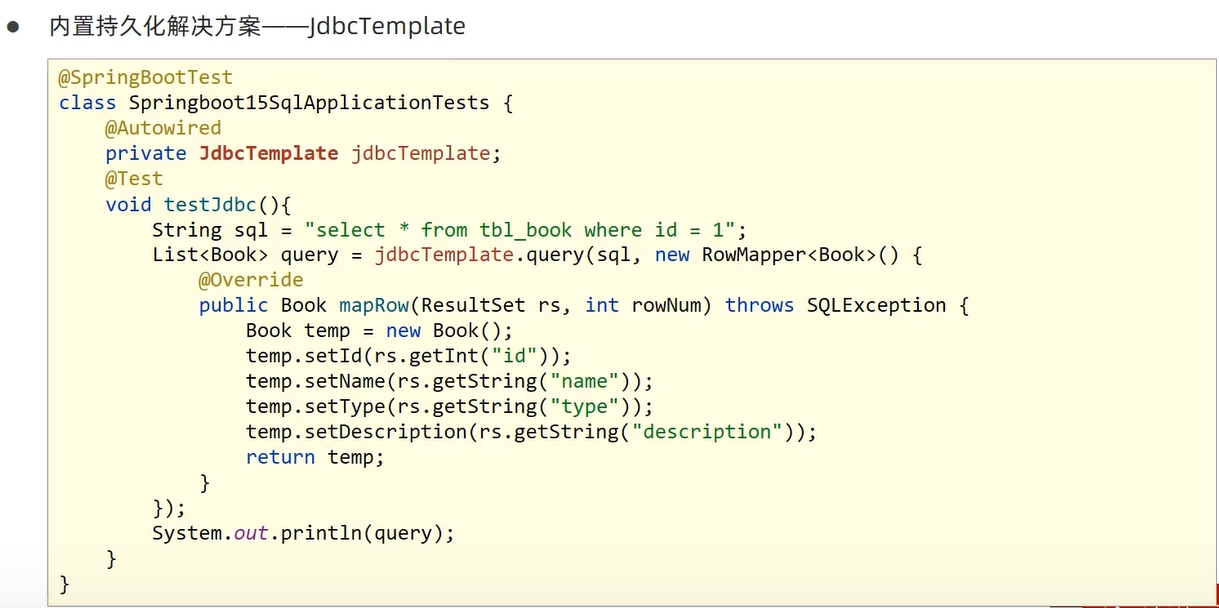 ● 内置持久化解决方案——JdbcTemplate
@SpringBootTest
class Springboot15SqlApplicationTests {
    @Autowired
    private JdbcTemplate jdbcTemplate;
    @Test
    void testJdbc(){
        String sql = "select * from tbl_book where id = 1";
        List<Book> query = jdbcTemplate.query(sql, new RowMapper<Book>() {
            @Override
            public Book mapRow(ResultSet rs, int rowNum) throws SQLException {
                Book temp = new Book();
                temp.setId(rs.getInt("id"));
                temp.setName(rs.getString("name"));
                temp.setType(rs.getString("type"));
                temp.setDescription(rs.getString("description"));
                return temp;
            }
        });
        System.out.println(query);
    }
}